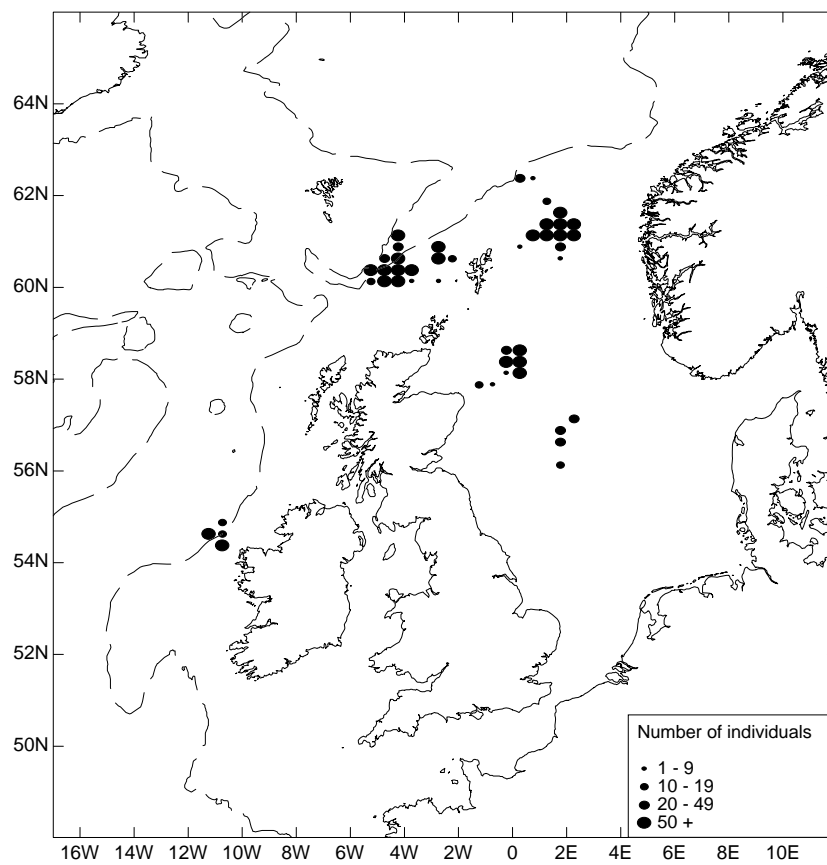 64N
62N
60N
58N
56N
54N
52N
50N
Number of individuals
1 - 9
10 - 19
20 - 49
50 +
16W 14W 12W 10W 8W 6W 4W 2W 0 2E 4E 6E 8E 10E